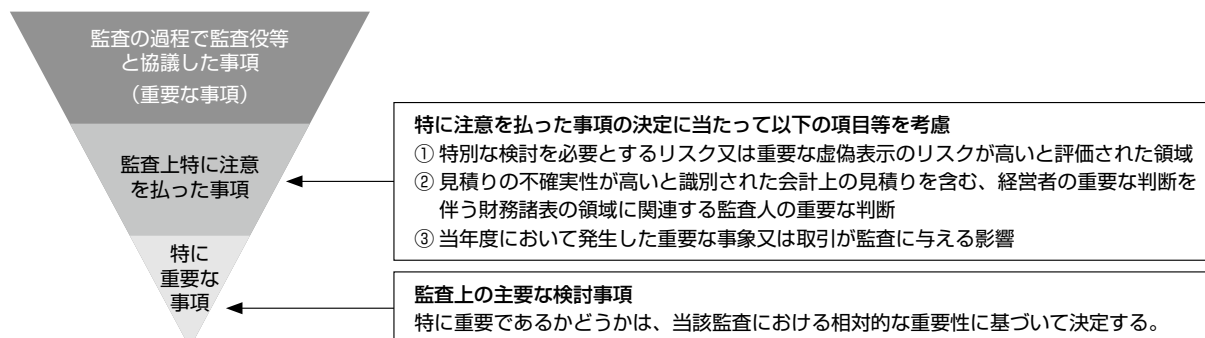 監査の過程で監査役等
と協議した事項
（重要な事項）
監査上特に注意
を払った事項
特に
重要な
事項
特に注意を払った事項の決定に当たって以下の項目等を考慮
① 特別な検討を必要とするリスク又は重要な虚偽表示のリスクが高いと評価された領域
② 見積りの不確実性が高いと識別された会計上の見積りを含む、経営者の重要な判断を
伴う財務諸表の領域に関連する監査人の重要な判断
③ 当年度において発生した重要な事象又は取引が監査に与える影響
監査上の主要な検討事項
特に重要であるかどうかは、当該監査における相対的な重要性に基づいて決定する。